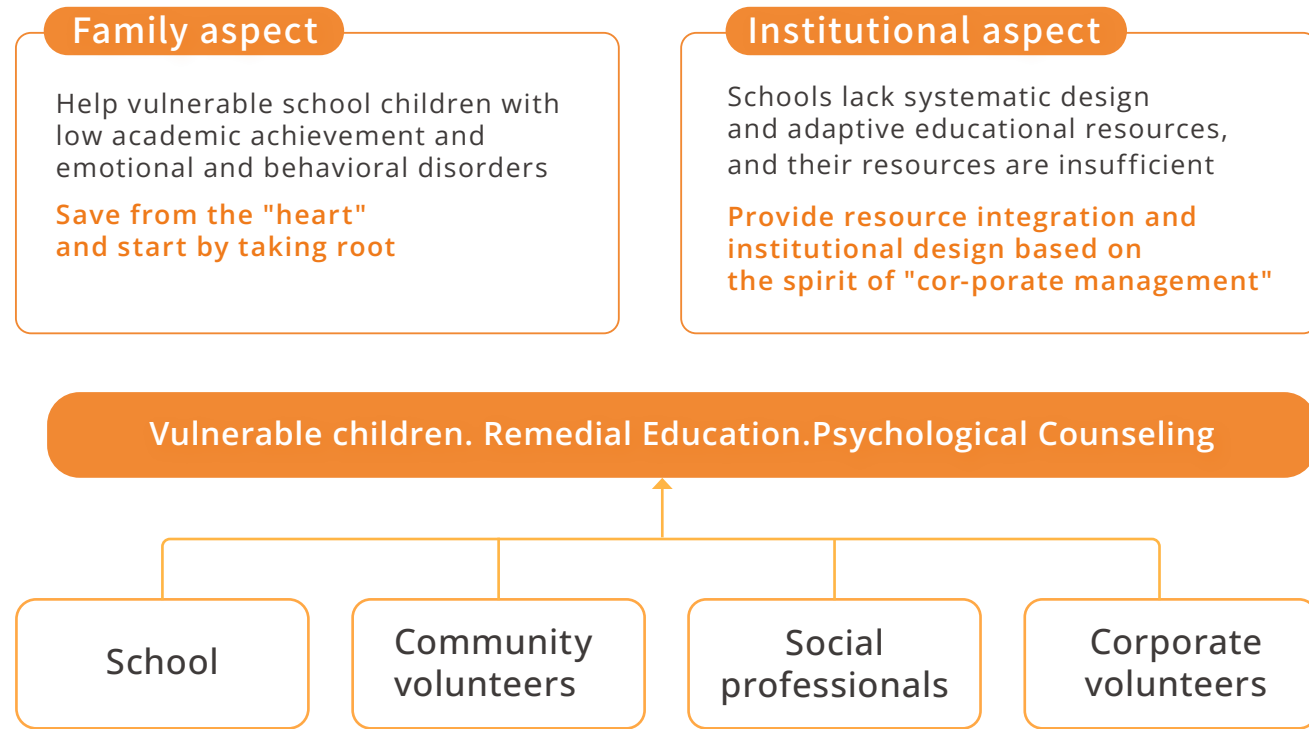 Family aspect
Help vulnerable school children with
low academic achievement and
emotional and behavioral disorders
Save from the "heart"
and start by taking root
Institutional aspect
Schools lack systematic design
and adaptive educational resources,
and their resources are insufficient
Provide resource integration and
institutional design based on
the spirit of "cor-porate management"
Vulnerable children. Remedial Education.Psychological Counseling
School
Community
volunteers
Social
professionals
Corporate
volunteers